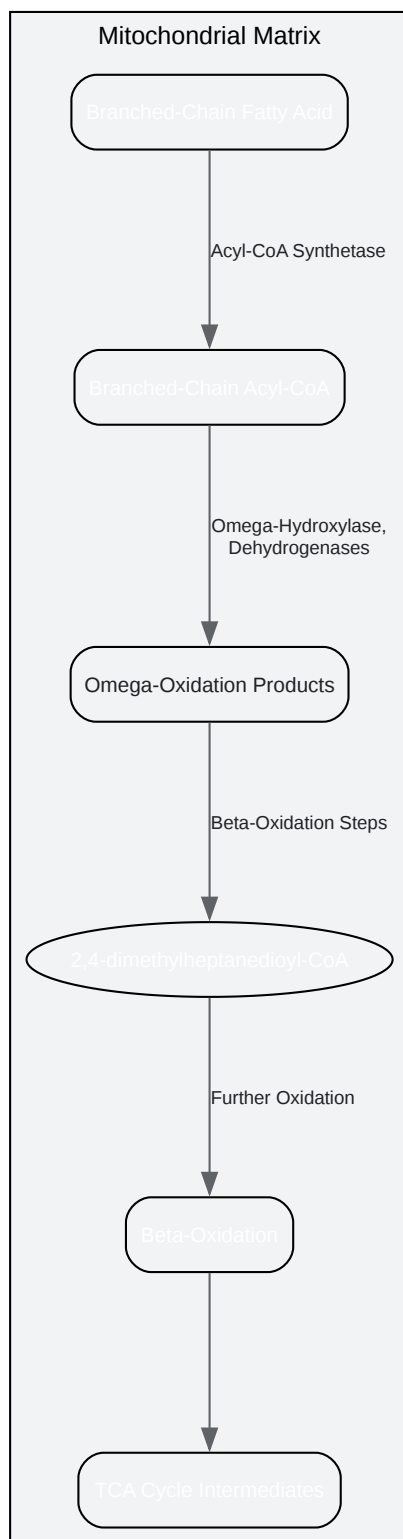 Mitochondrial Matrix
Branched-Chain Fatty Acid
Acyl-CoA Synthetase
Branched-Chain Acyl-CoA
Omega-Hydroxylase,
Dehydrogenases
Omega-Oxidation Products
Beta-Oxidation Steps
2,4-dimethylheptanedioyl-CoA
Further Oxidation
Beta-Oxidation
TCA Cycle Intermediates